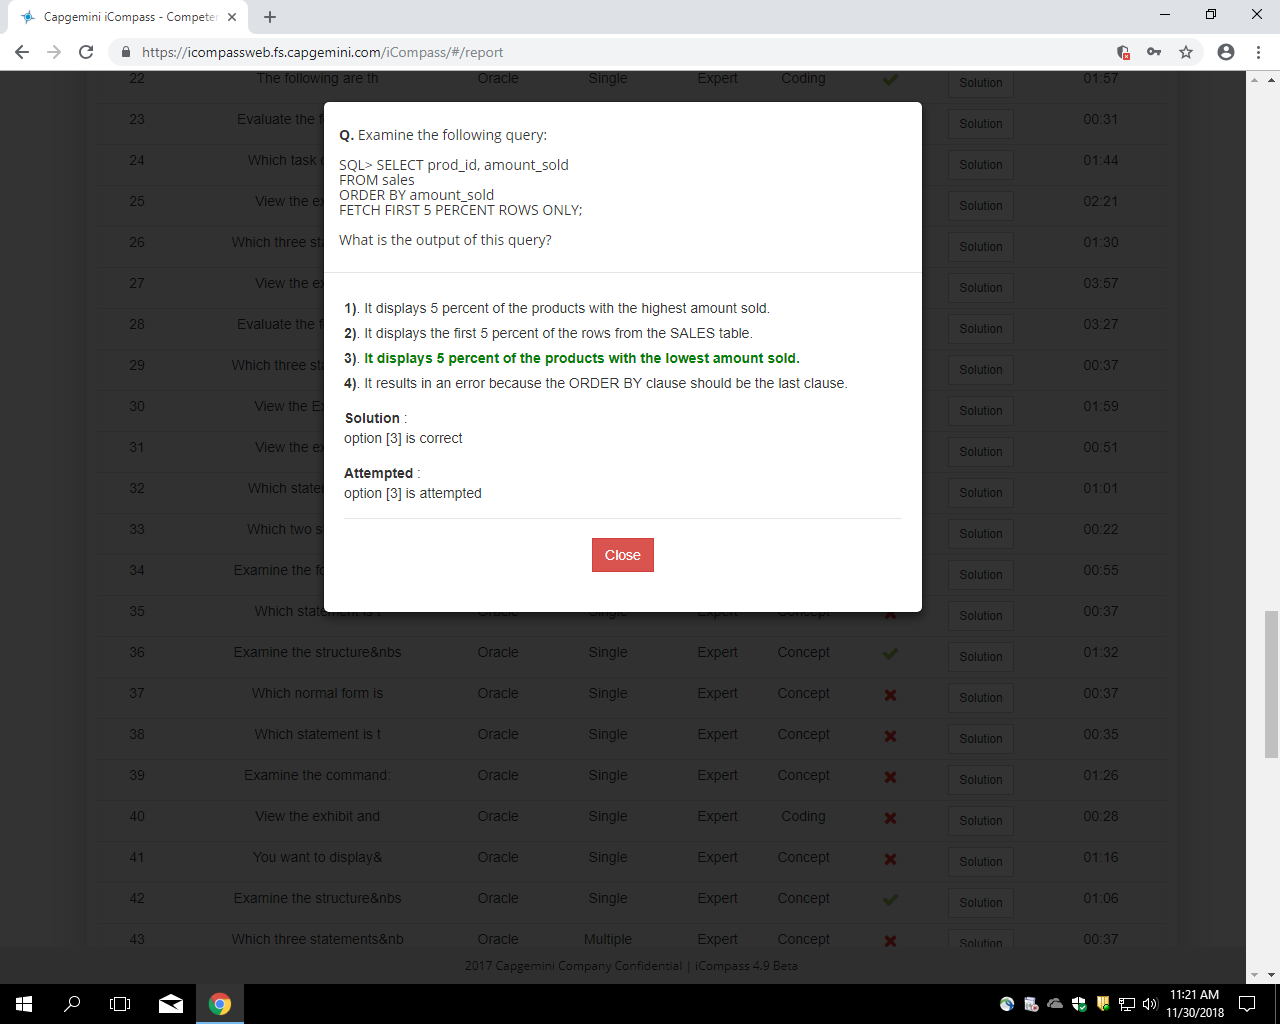 Capgemini iCompass - Competer
https://icompassweb.fs.capgemini.com/iCompass/#/report
22 The following are th Oracle Single Expert Coding Solution 01:57
23 Evaluate the f Solution 00:31
24 Which task Solution 01:44
25 View the ex Solution 02:21
26 Which three sta Solution 01:30
27 View the ex Solution 03:57
28 Evaluate the f Solution 03:27
29 Which three sta Solution 00:37
30 View the E Solution 01:59
31 View the ex Solution 00:51
32 Which state Solution 01:01
33 Which two s Solution 00:22
34 Examine the fo Solution 00:55
35 Which statement is t Oracle Single Expert Concept Solution 00:37
Q. Examine the following query:
SQL> SELECT prod_id, amount_sold
FROM sales
ORDER BY amount_sold
FETCH FIRST 5 PERCENT ROWS ONLY;
What is the output of this query?
1). It displays 5 percent of the products with the highest amount sold.
2). It displays the first 5 percent of the rows from the SALES table.
3). It displays 5 percent of the products with the lowest amount sold.
4). It results in an error because the ORDER BY clause should be the last clause.
Solution :
option [3] is correct
Attempted :
option [3] is attempted
Close
36 Examine the structure&nbs Oracle Single Expert Concept Solution 01:32
37 Which normal form is Oracle Single Expert Concept Solution 00:37
38 Which statement is t Oracle Single Expert Concept Solution 00:35
39 Examine the command: Oracle Single Expert Concept Solution 01:26
40 View the exhibit and Oracle Single Expert Coding Solution 00:28
41 You want to display& Oracle Single Expert Concept Solution 01:16
42 Examine the structure&nbs Oracle Single Expert Concept Solution 01:06
43 Which three statements&nb Oracle Multiple Expert Concept Solution 00:37
2017 Capgemini Company Confidential | iCompass 4.9 Beta
11:21 AM
11/30/2018